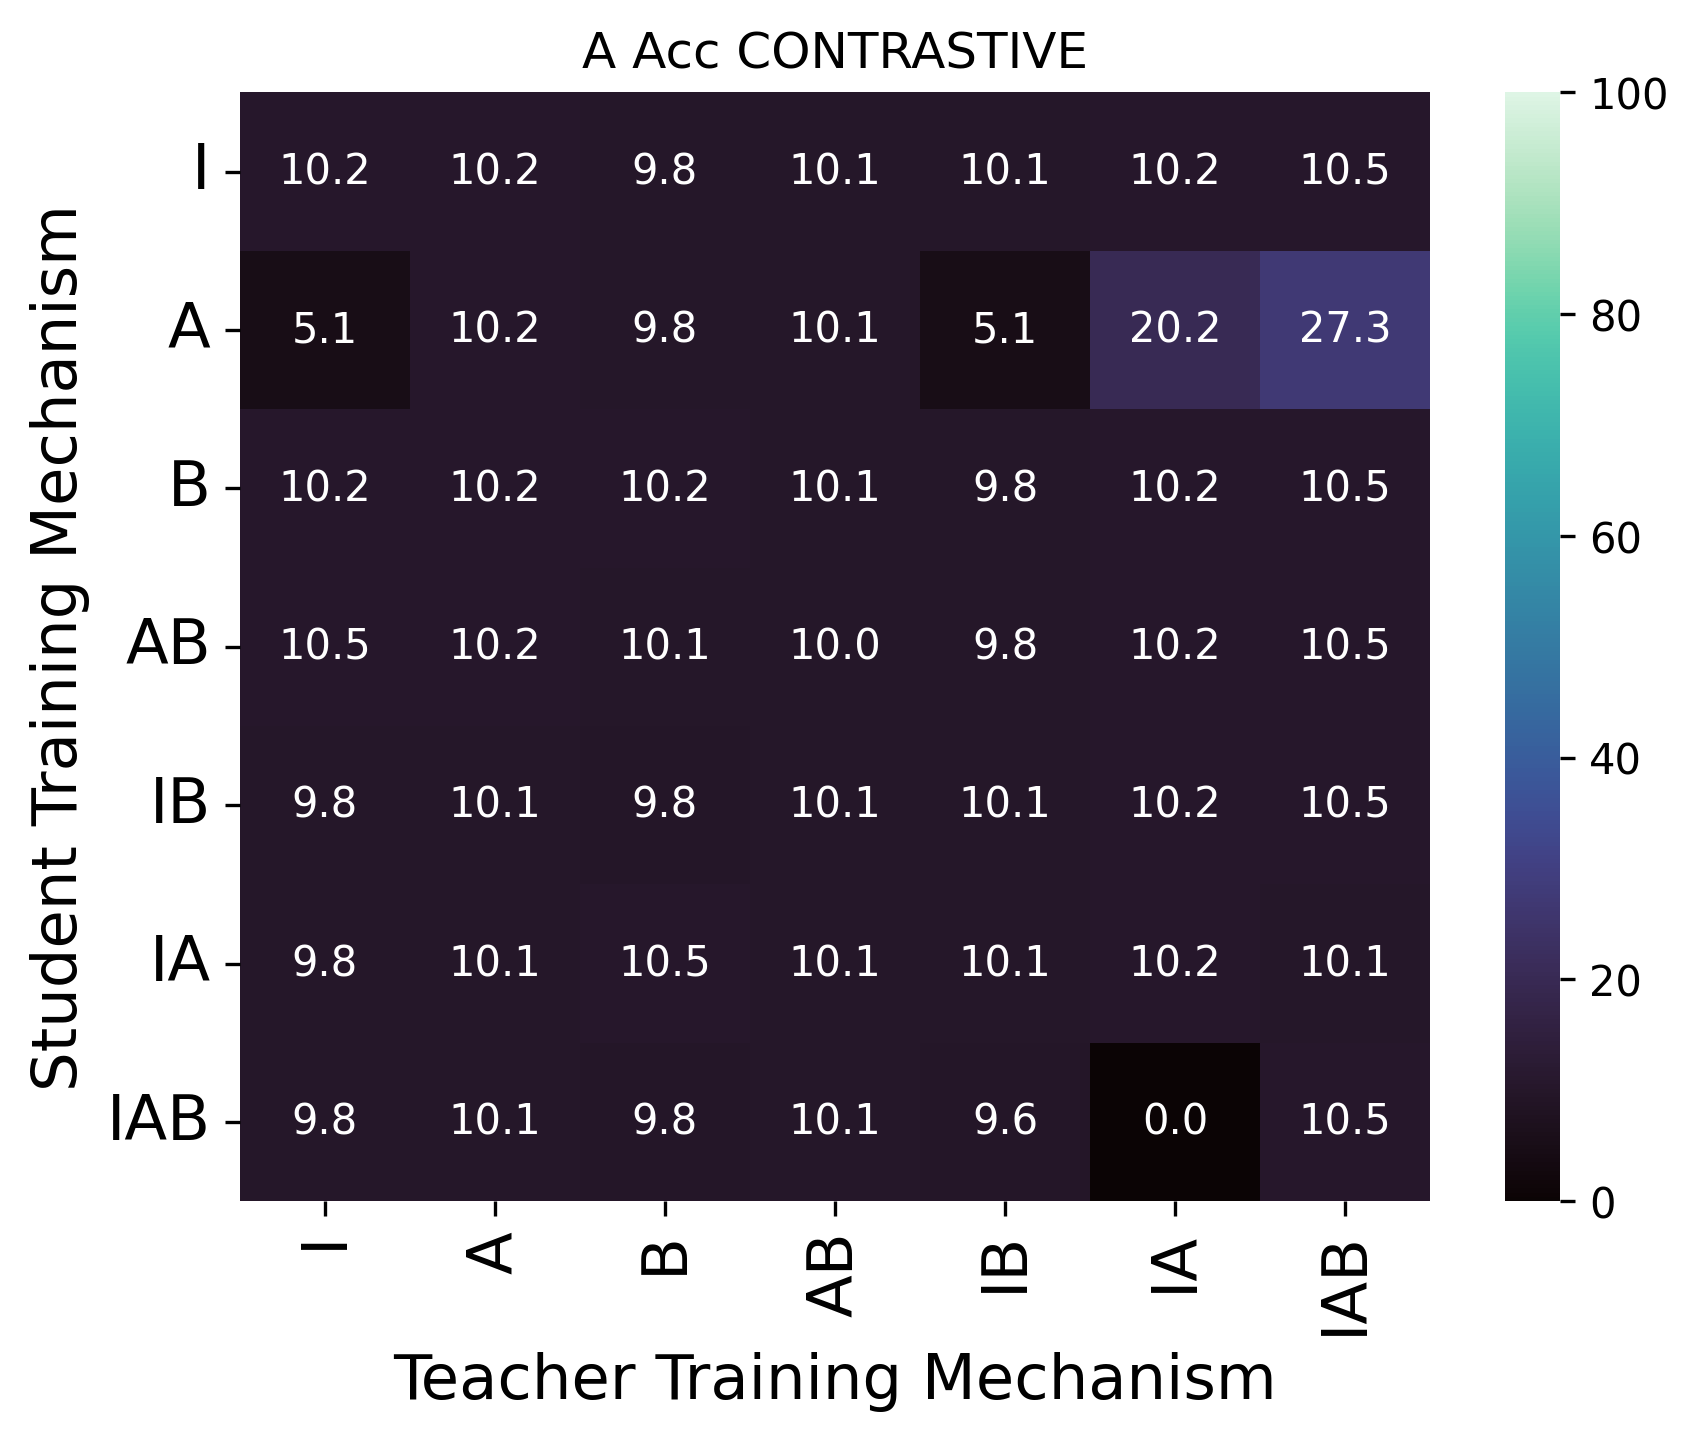 A Acc CONTRASTIVE
Student Training Mechanism
I 10.2 10.2 9.8 10.1 10.1 10.2 10.5
A 5.1 10.2 9.8 10.1 5.1 20.2 27.3
B 10.2 10.2 10.2 10.1 9.8 10.2 10.5
AB 10.5 10.2 10.1 10.0 9.8 10.2 10.5
IB 9.8 10.1 9.8 10.1 10.1 10.2 10.5
IA 9.8 10.1 10.5 10.1 10.1 10.2 10.1
IAB 9.8 10.1 9.8 10.1 9.6 0.0 10.5
I A B AB IB IA IAB
Teacher Training Mechanism
100
80
60
40
20
0